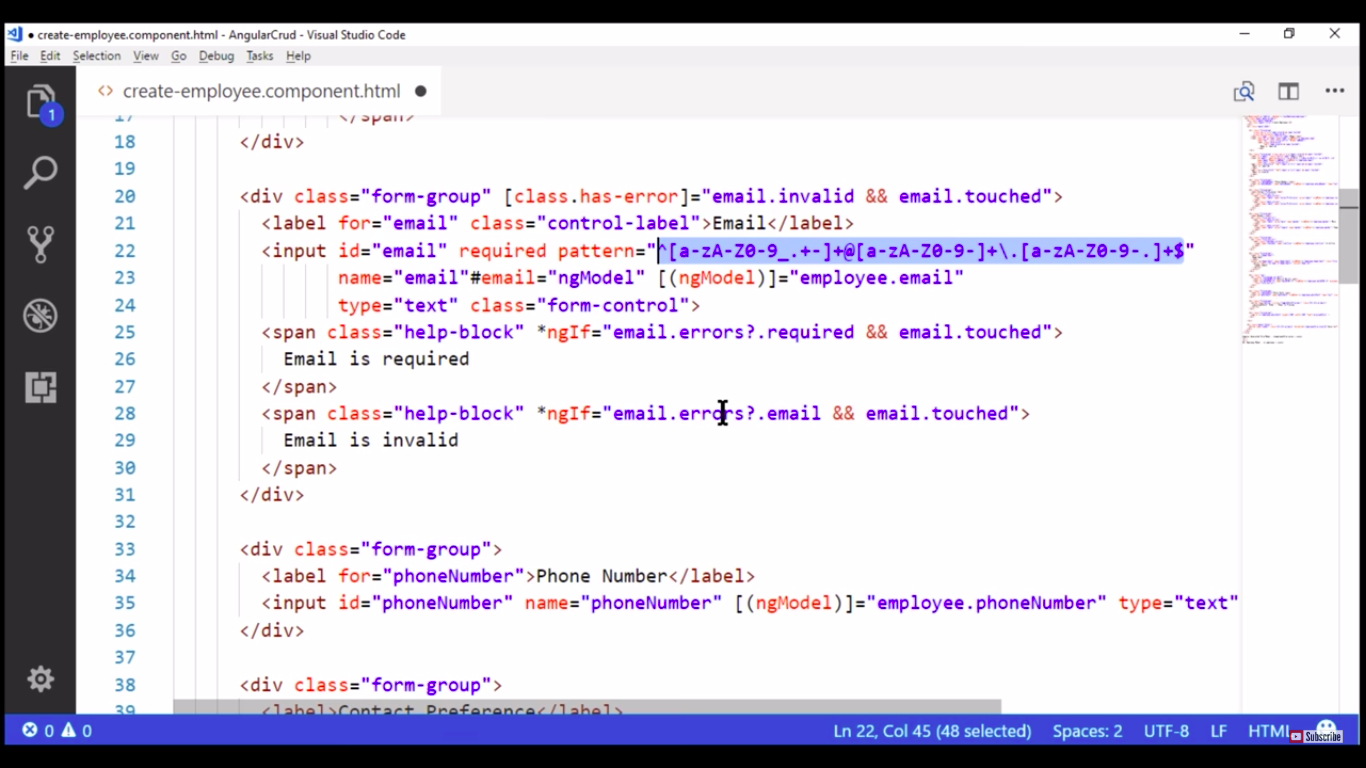 create-employee.component.html - AngularCrud - Visual Studio Code
File Edit Selection View Go Debug Tasks Help
1
<> create-employee.component.html
17 </span>
18 </div>
19
20 <div class="form-group" [class.has-error]="email.invalid && email.touched">
21 <label for="email" class="control-label">Email</label>
22 <input id="email" required pattern="^[a-zA-Z0-9_.+-]+@[a-zA-Z0-9-]+\.[a-zA-Z0-9-.]+$"
23 name="email"#email="ngModel" [(ngModel)]="employee.email"
24 type="text" class="form-control">
25 <span class="help-block" *ngIf="email.errors?.required && email.touched">
26 Email is required
27 </span>
28 <span class="help-block" *ngIf="email.errors?.email && email.touched">
29 Email is invalid
30 </span>
31 </div>
32
33 <div class="form-group">
34 <label for="phoneNumber">Phone Number</label>
35 <input id="phoneNumber" name="phoneNumber" [(ngModel)]="employee.phoneNumber" type="text"
36 </div>
37
38 <div class="form-group">
39 <label>Contact Preference</label>
0 0 Ln 22, Col 45 (48 selected) Spaces: 2 UTF-8 LF HTML
Subscribe